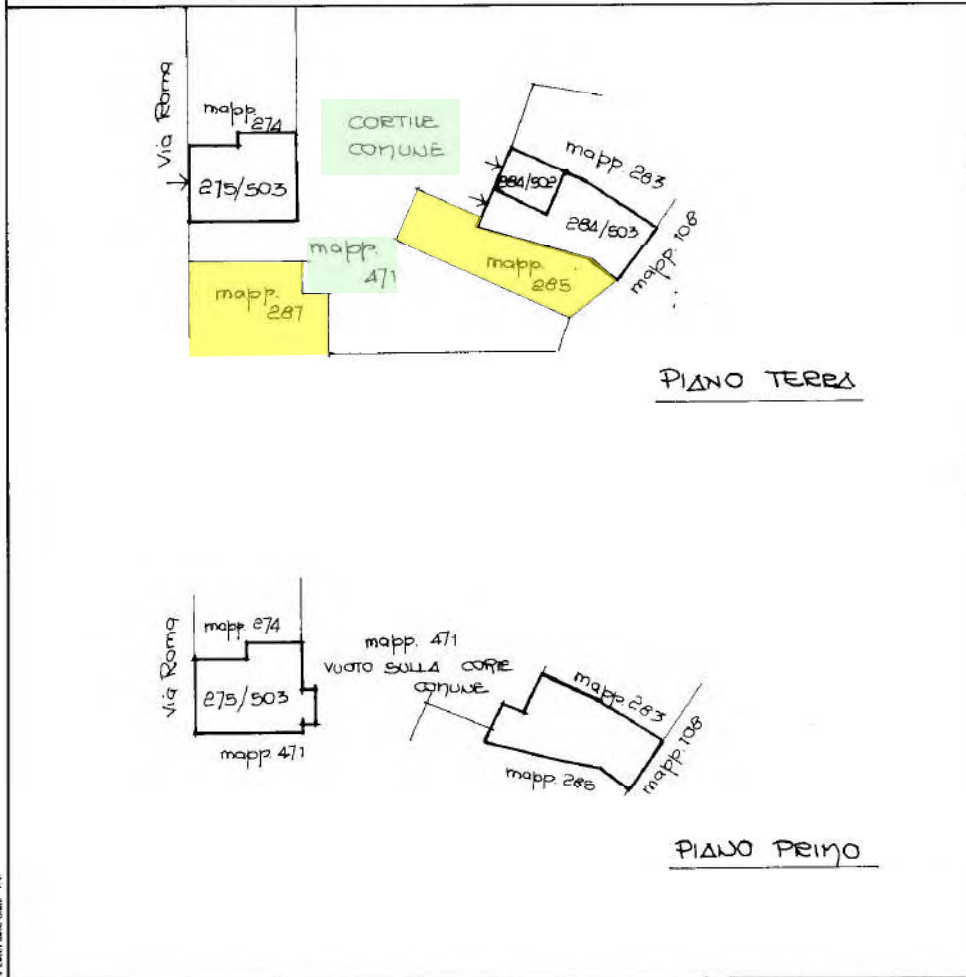 Via Roma
mapp.
274
275/503
CORTILE
COMUNE
mapp. 283
284/502
284/503
mapp. 108
mapp.
471
mapp.
285
mapp.
287
PIANO TERRA
Via Roma
mapp. 274
275/503
mapp. 471
mapp. 471
VUOTO SULLA CORTE
COMUNE
mapp. 283
mapp. 108
mapp. 285
PIANO PRIMO